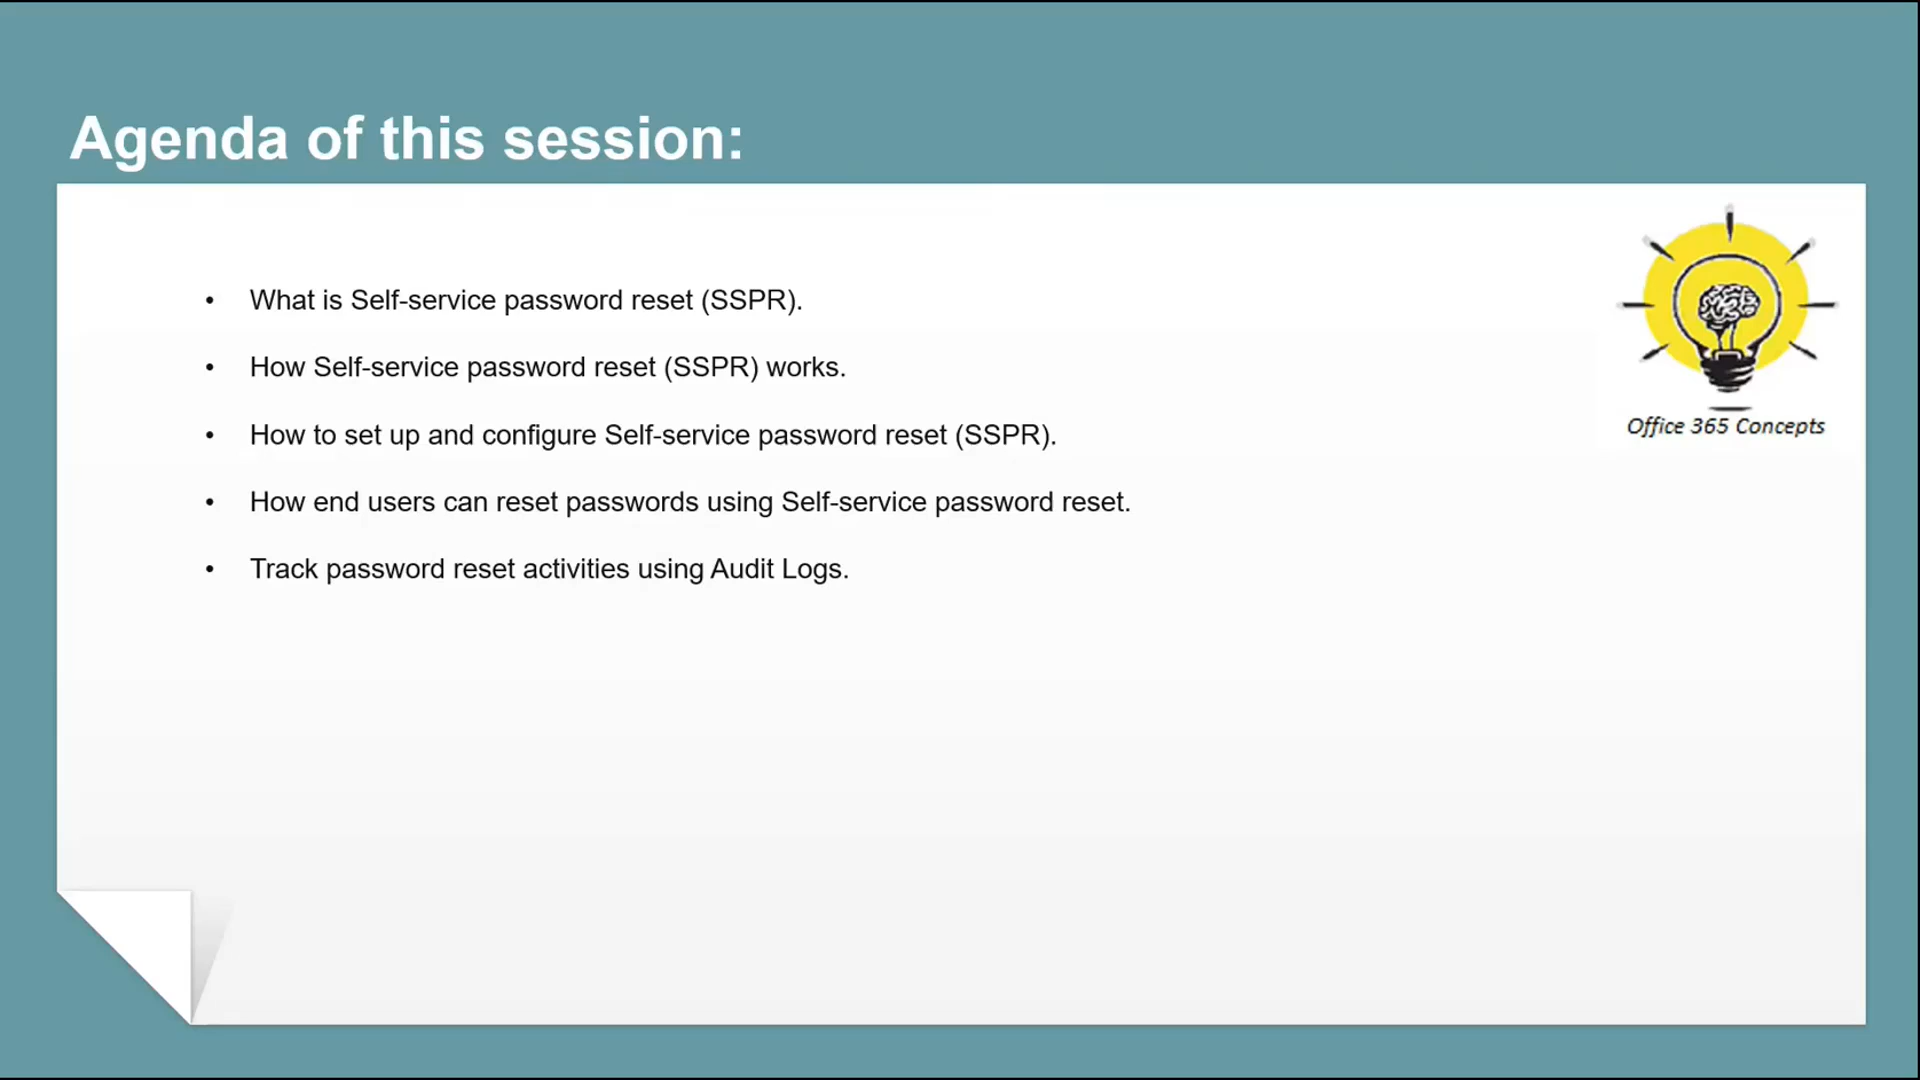 Agenda of this session:
• What is Self-service password reset (SSPR).
• How Self-service password reset (SSPR) works.
• How to set up and configure Self-service password reset (SSPR).
• How end users can reset passwords using Self-service password reset.
• Track password reset activities using Audit Logs.
Office 365 Concepts